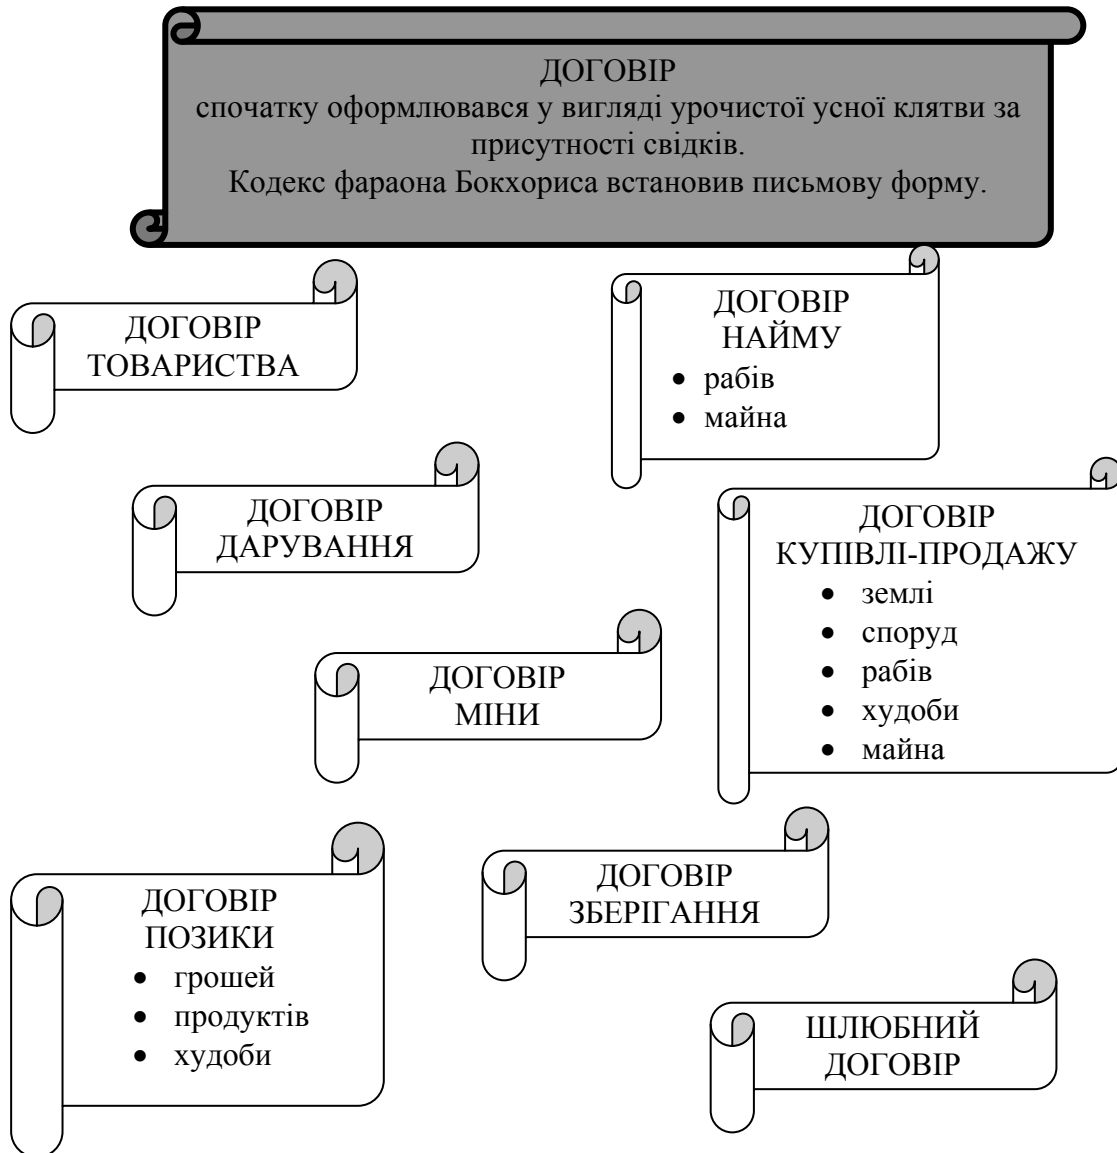 ДОГОВІР
спочатку оформлювався у вигляді урочистої усної клятви за
присутності свідків.
Кодекс фараона Бокхориса встановив письмову форму.
ДОГОВІР
ТОВАРИСТВА
ДОГОВІР
НАЙМУ
• рабів
• майна
ДОГОВІР
ДАРУВАННЯ
ДОГОВІР
КУПІВЛІ-ПРОДАЖУ
• землі
• споруд
• рабів
• худоби
• майна
ДОГОВІР
МІНИ
ДОГОВІР
ПОЗИКИ
• грошей
• продуктів
• худоби
ДОГОВІР
ЗБЕРІГАННЯ
ШЛЮБНИЙ
ДОГОВІР